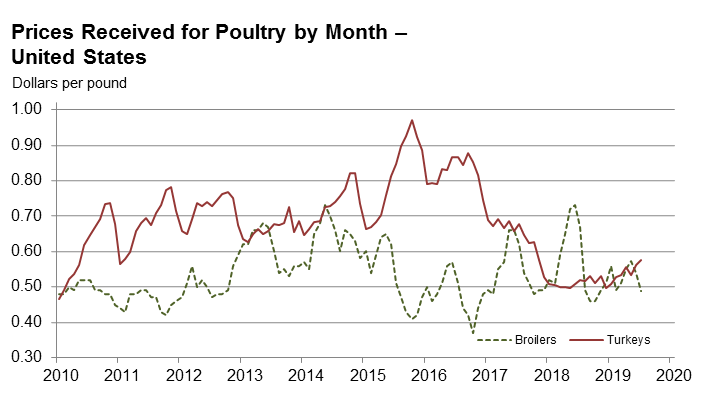 Prices Received for Poultry by Month –
United States
Dollars per pound
1.00
0.90
0.80
0.70
0.60
0.50
0.40
0.30
Broilers Turkeys
2010 2011 2012 2013 2014 2015 2016 2017 2018 2019 2020